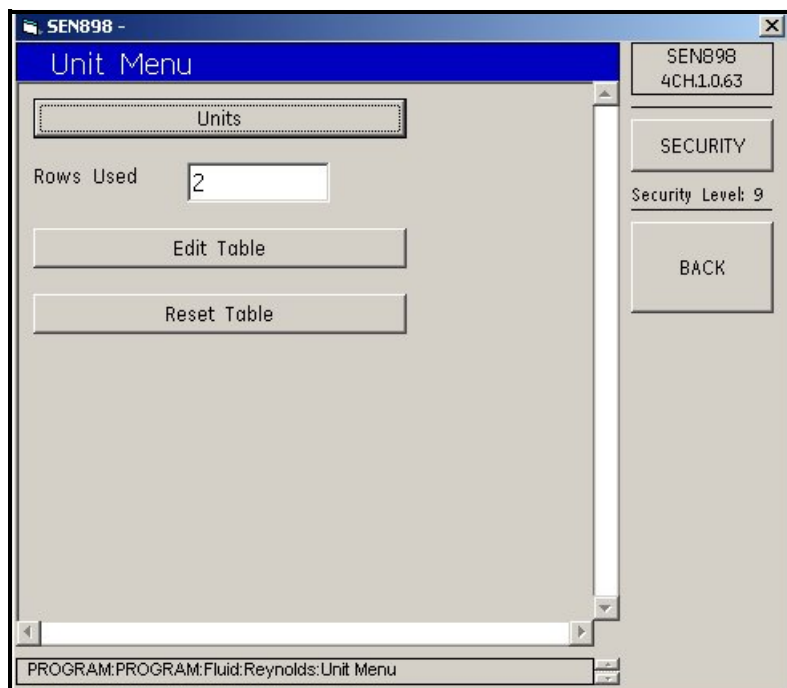 SEN898 -
Unit Menu
SEN898
4CH.1.0.63
Units
SECURITY
Rows Used 2
Security Level: 9
Edit Table
BACK
Reset Table
PROGRAM:PROGRAM:Fluid:Reynolds:Unit Menu